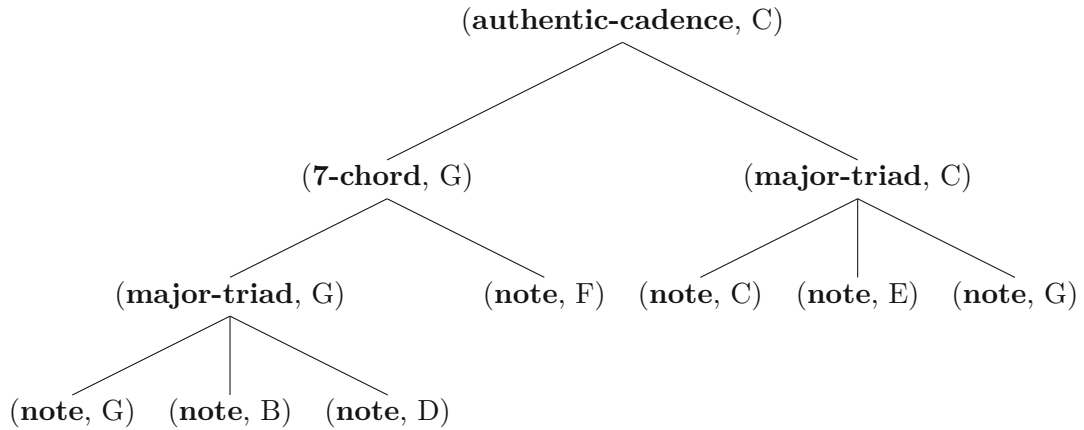 (authentic-cadence, C)
(7-chord, G) (major-triad, C)
(major-triad, G) (note, F) (note, C) (note, E) (note, G)
(note, G) (note, B) (note, D)